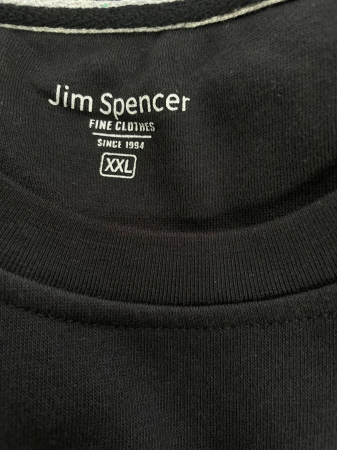 Jim Spencer
FINE CLOTHES
SINCE 1994
XXL